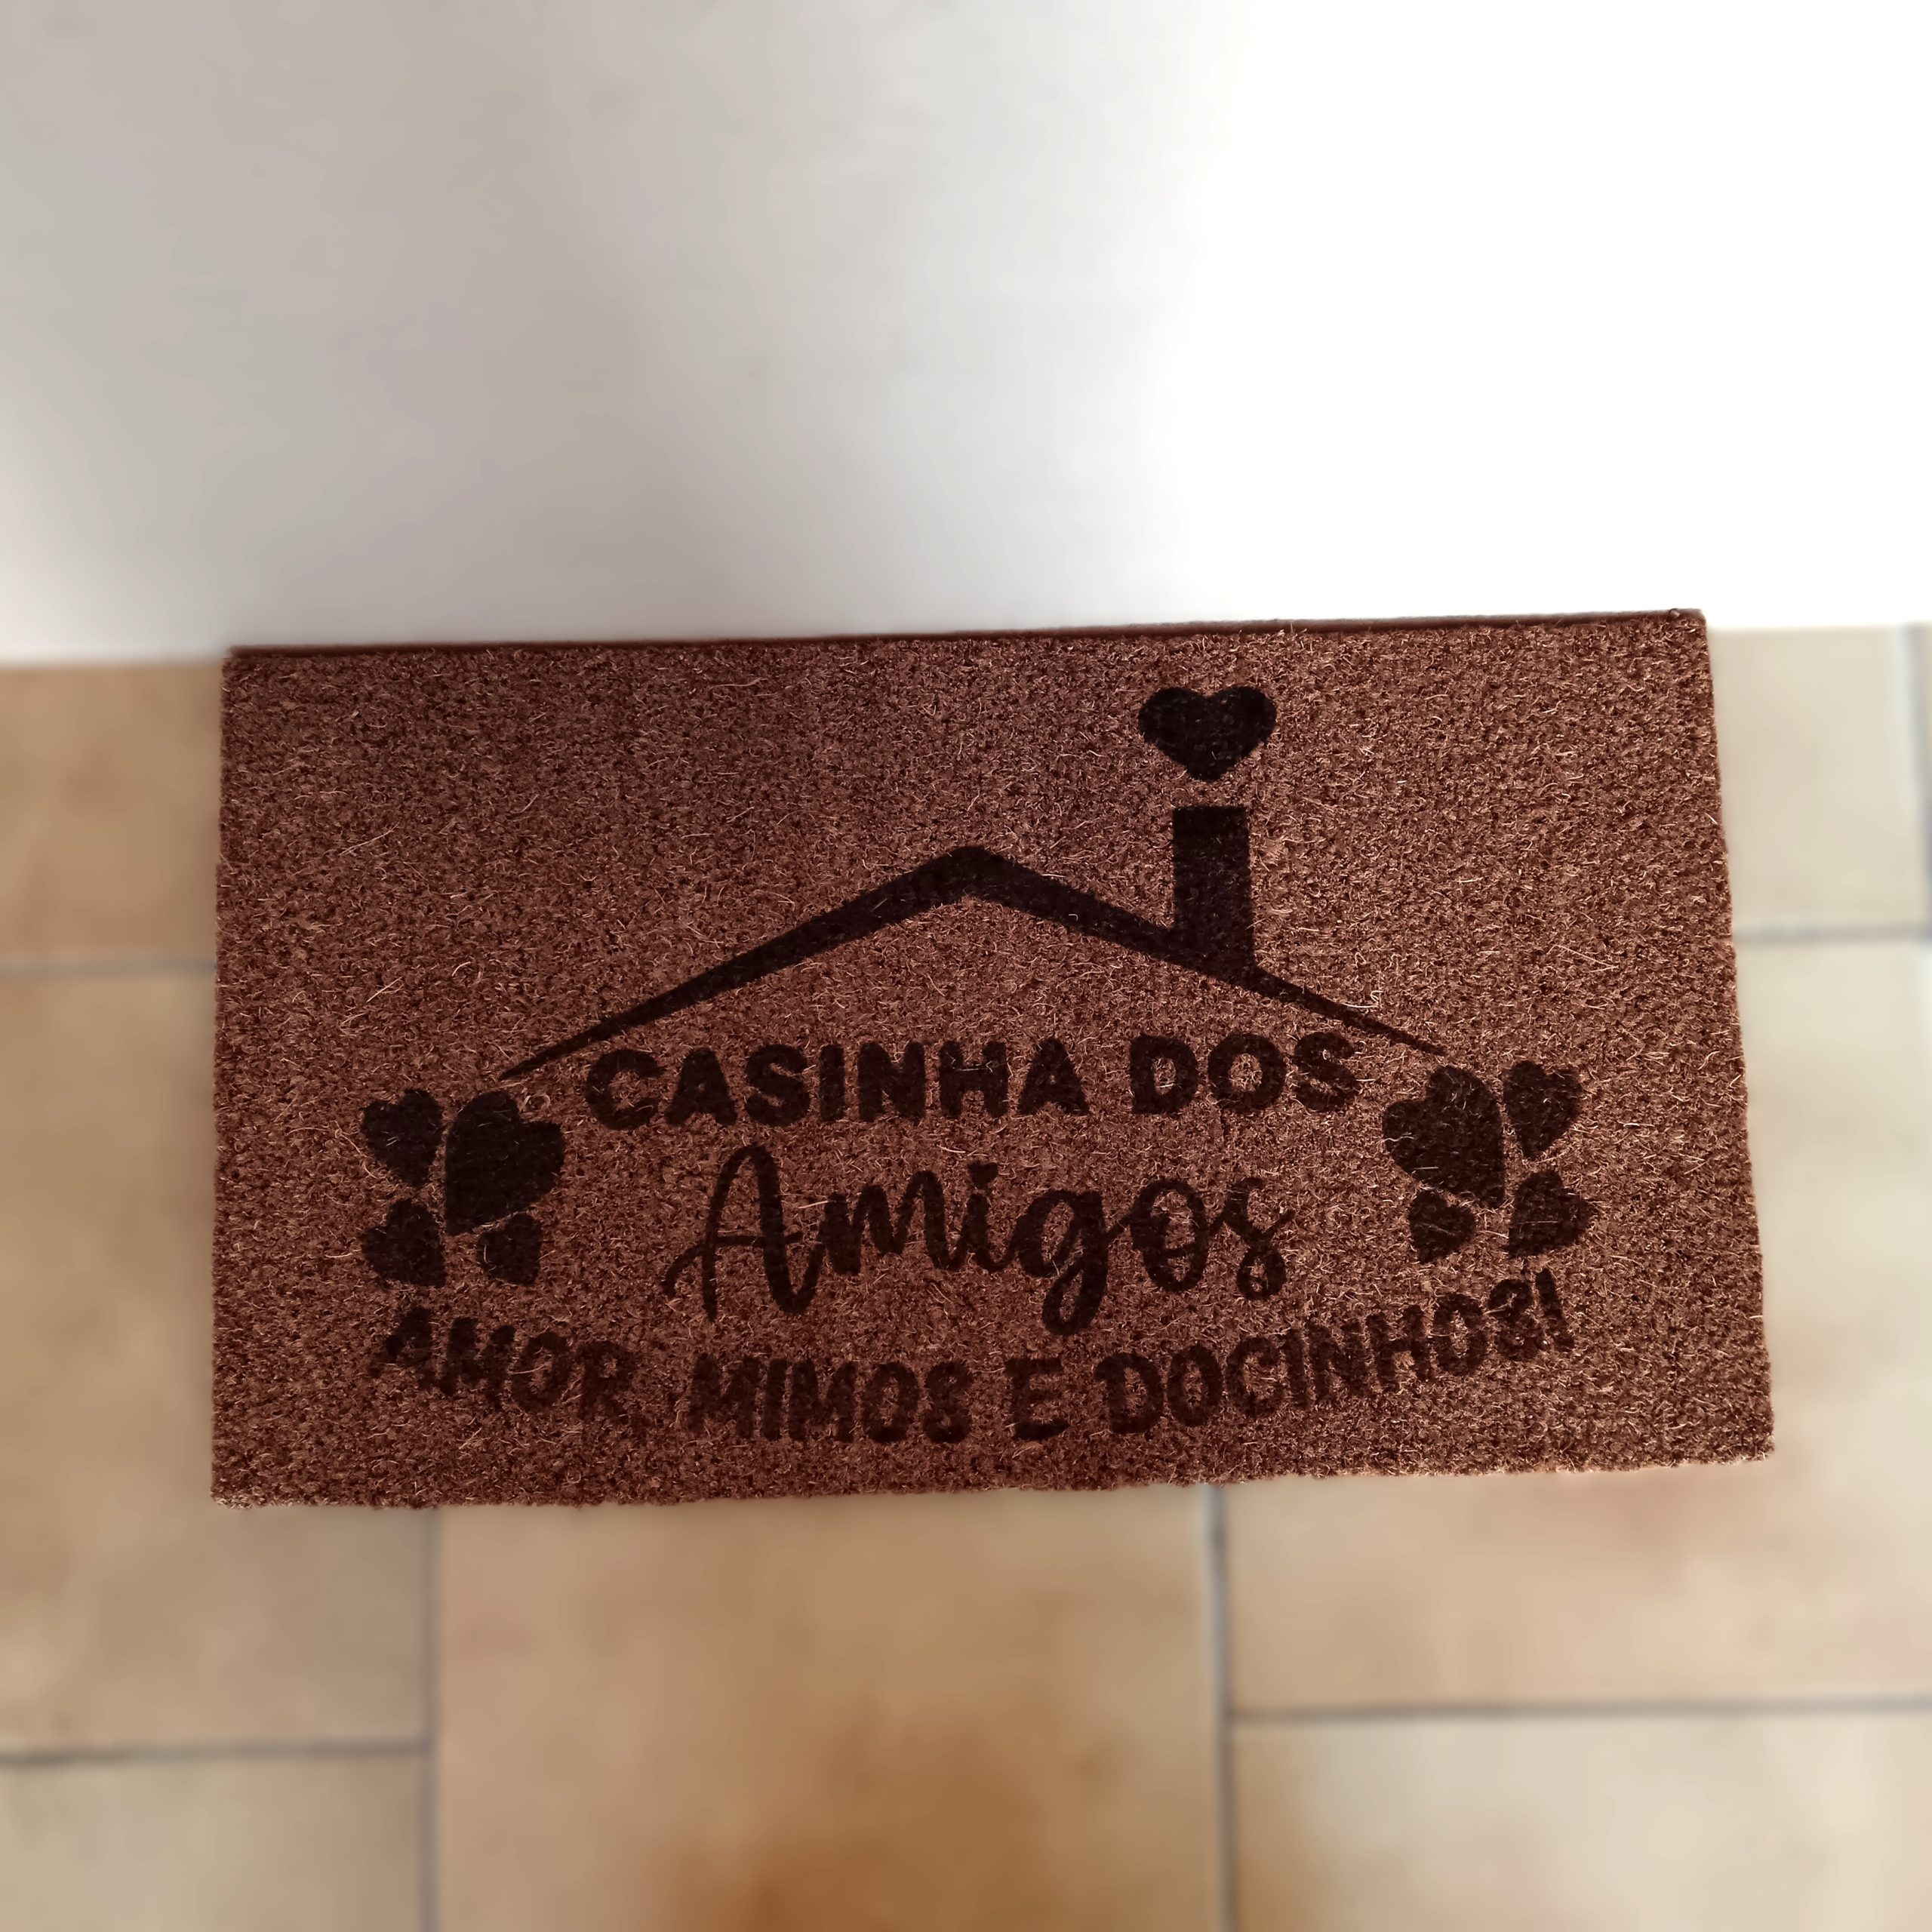 CASINHA DOS
Amigos
AMOR, MIMOS E DOCINHOS!